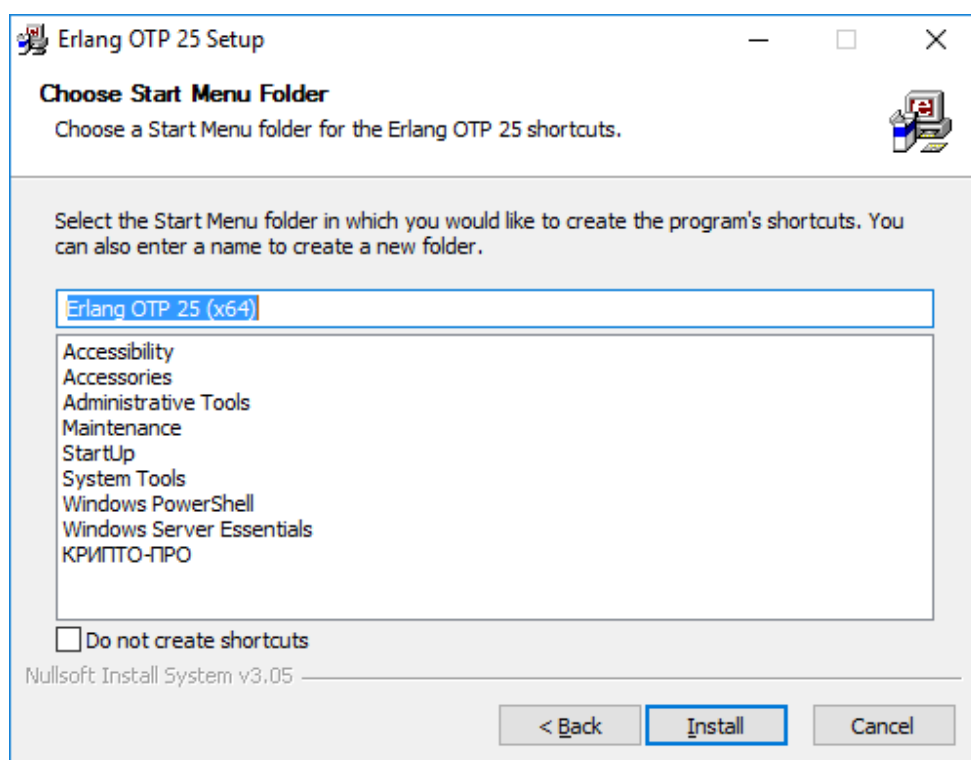 Erlang OTP 25 Setup
Choose Start Menu Folder
Choose a Start Menu folder for the Erlang OTP 25 shortcuts.
Select the Start Menu folder in which you would like to create the program's shortcuts. You
can also enter a name to create a new folder.
Erlang OTP 25 (x64)
Accessibility
Accessories
Administrative Tools
Maintenance
StartUp
System Tools
Windows PowerShell
Windows Server Essentials
КРИПТО-ПРО
Do not create shortcuts
Nullsoft Install System v3.05
< Back
Install
Cancel